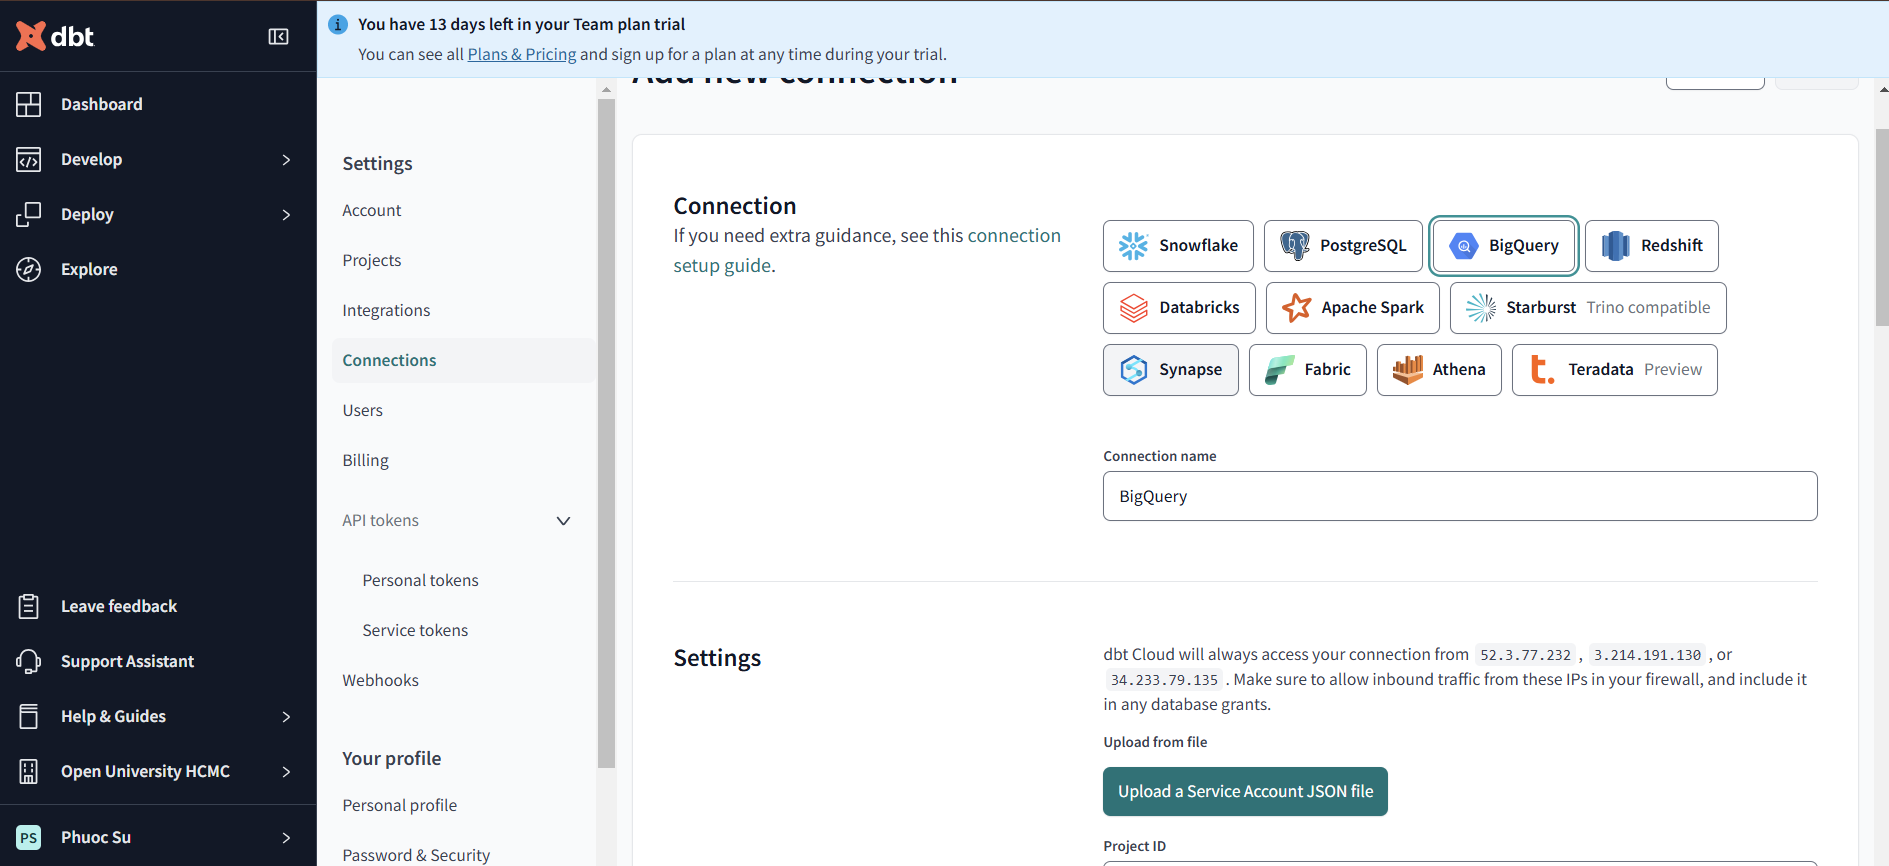 dbt
Dashboard
Develop
Deploy
Explore
Leave feedback
Support Assistant
Help & Guides
Open University HCMC
PS Phuoc Su
You have 13 days left in your Team plan trial
You can see all Plans & Pricing and sign up for a plan at any time during your trial.
Settings
Account
Projects
Integrations
Connections
Users
Billing
API tokens
Personal tokens
Service tokens
Webhooks
Your profile
Personal profile
Password & Security
Add new connection
Connection
If you need extra guidance, see this connection
setup guide.
Snowflake PostgreSQL BigQuery Redshift
Databricks Apache Spark Starburst Trino compatible
Synapse Fabric Athena Teradata Preview
Connection name
BigQuery
Settings
dbt Cloud will always access your connection from 52.3.77.232 , 3.214.191.130 , or
34.233.79.135 . Make sure to allow inbound traffic from these IPs in your firewall, and include it
in any database grants.
Upload from file
Upload a Service Account JSON file
Project ID